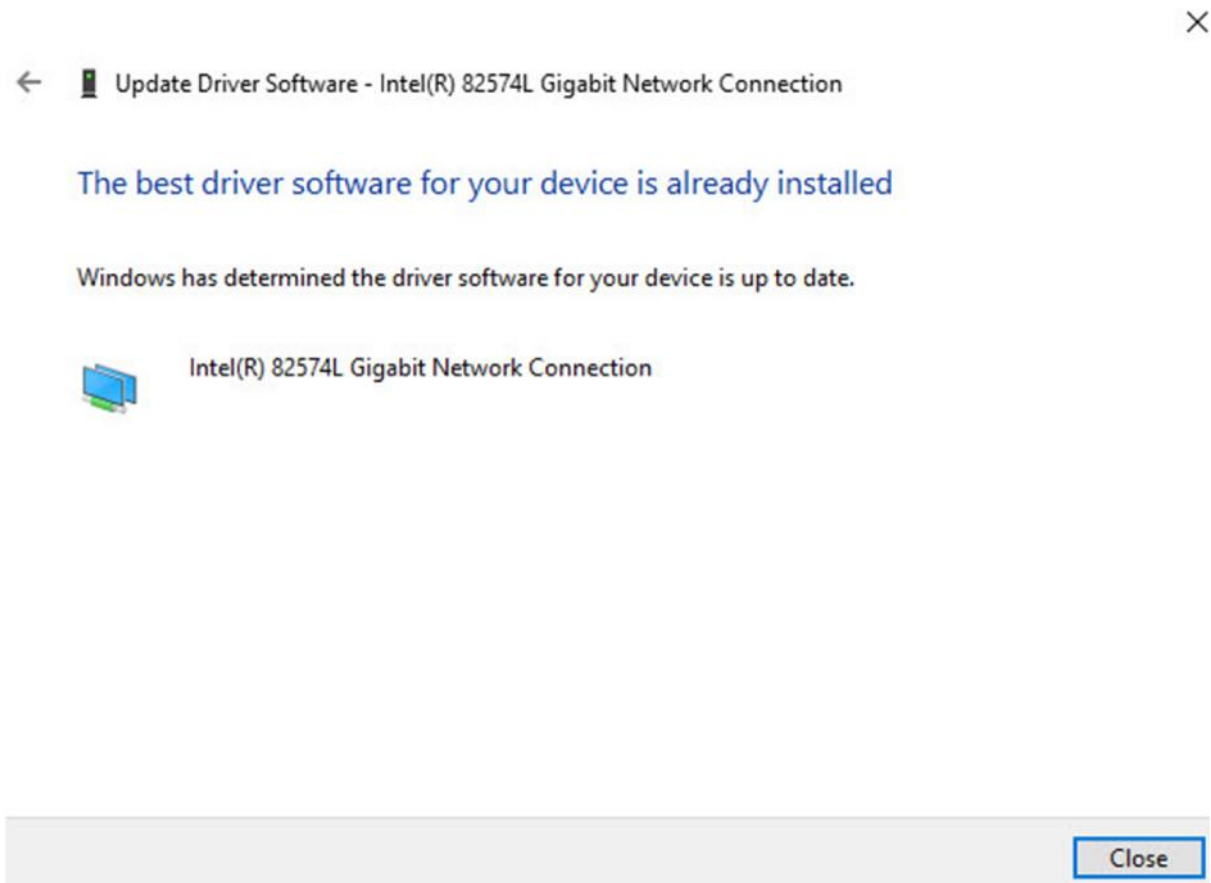 Update Driver Software - Intel(R) 82574L Gigabit Network Connection
The best driver software for your device is already installed
Windows has determined the driver software for your device is up to date.
Intel(R) 82574L Gigabit Network Connection
Close